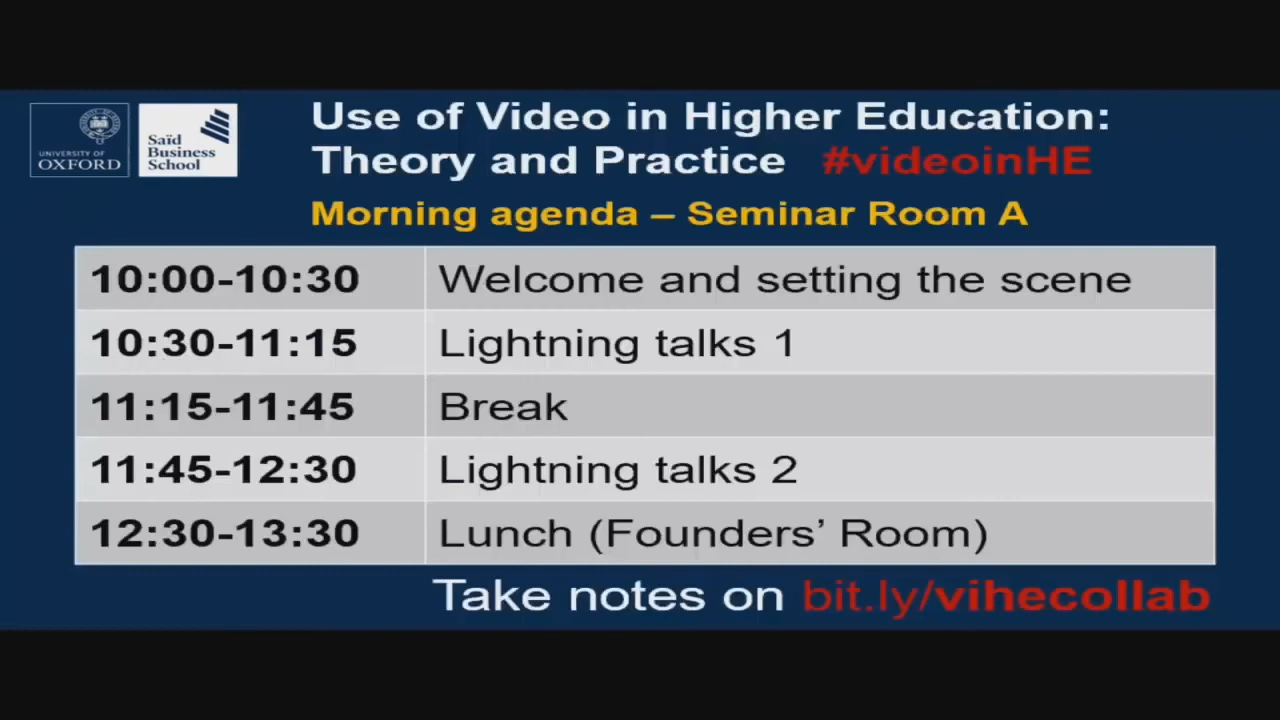 UNIVERSITY OF
OXFORD
Saïd
Business
School
Use of Video in Higher Education:
Theory and Practice #videoinHE
Morning agenda – Seminar Room A
10:00-10:30 Welcome and setting the scene
10:30-11:15 Lightning talks 1
11:15-11:45 Break
11:45-12:30 Lightning talks 2
12:30-13:30 Lunch (Founders’ Room)
Take notes on bit.ly/vihecollab